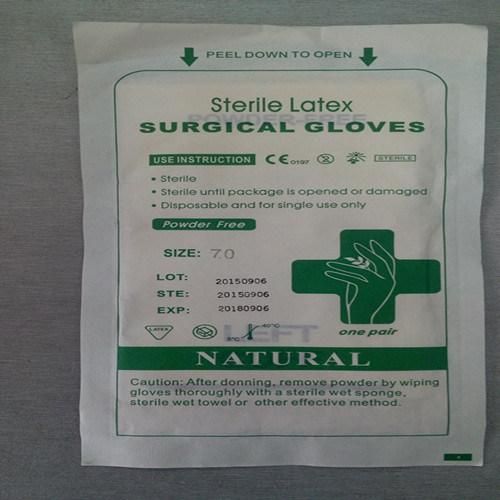 PEEL DOWN TO OPEN
Sterile Latex
POWDER-FREE
SURGICAL GLOVES
USE INSTRUCTION CE 0197 STERILE
• Sterile
• Sterile until package is opened or damaged
• Disposable and for single use only
Powder Free
SIZE: 7.0
LOT: 20150906
STE: 20150906
EXP: 20180906
LATEX 40°C
LEFT
one pair
NATURAL
Caution: After donning, remove powder by wiping
gloves thoroughly with a sterile wet sponge,
sterile wet towel or other effective method.